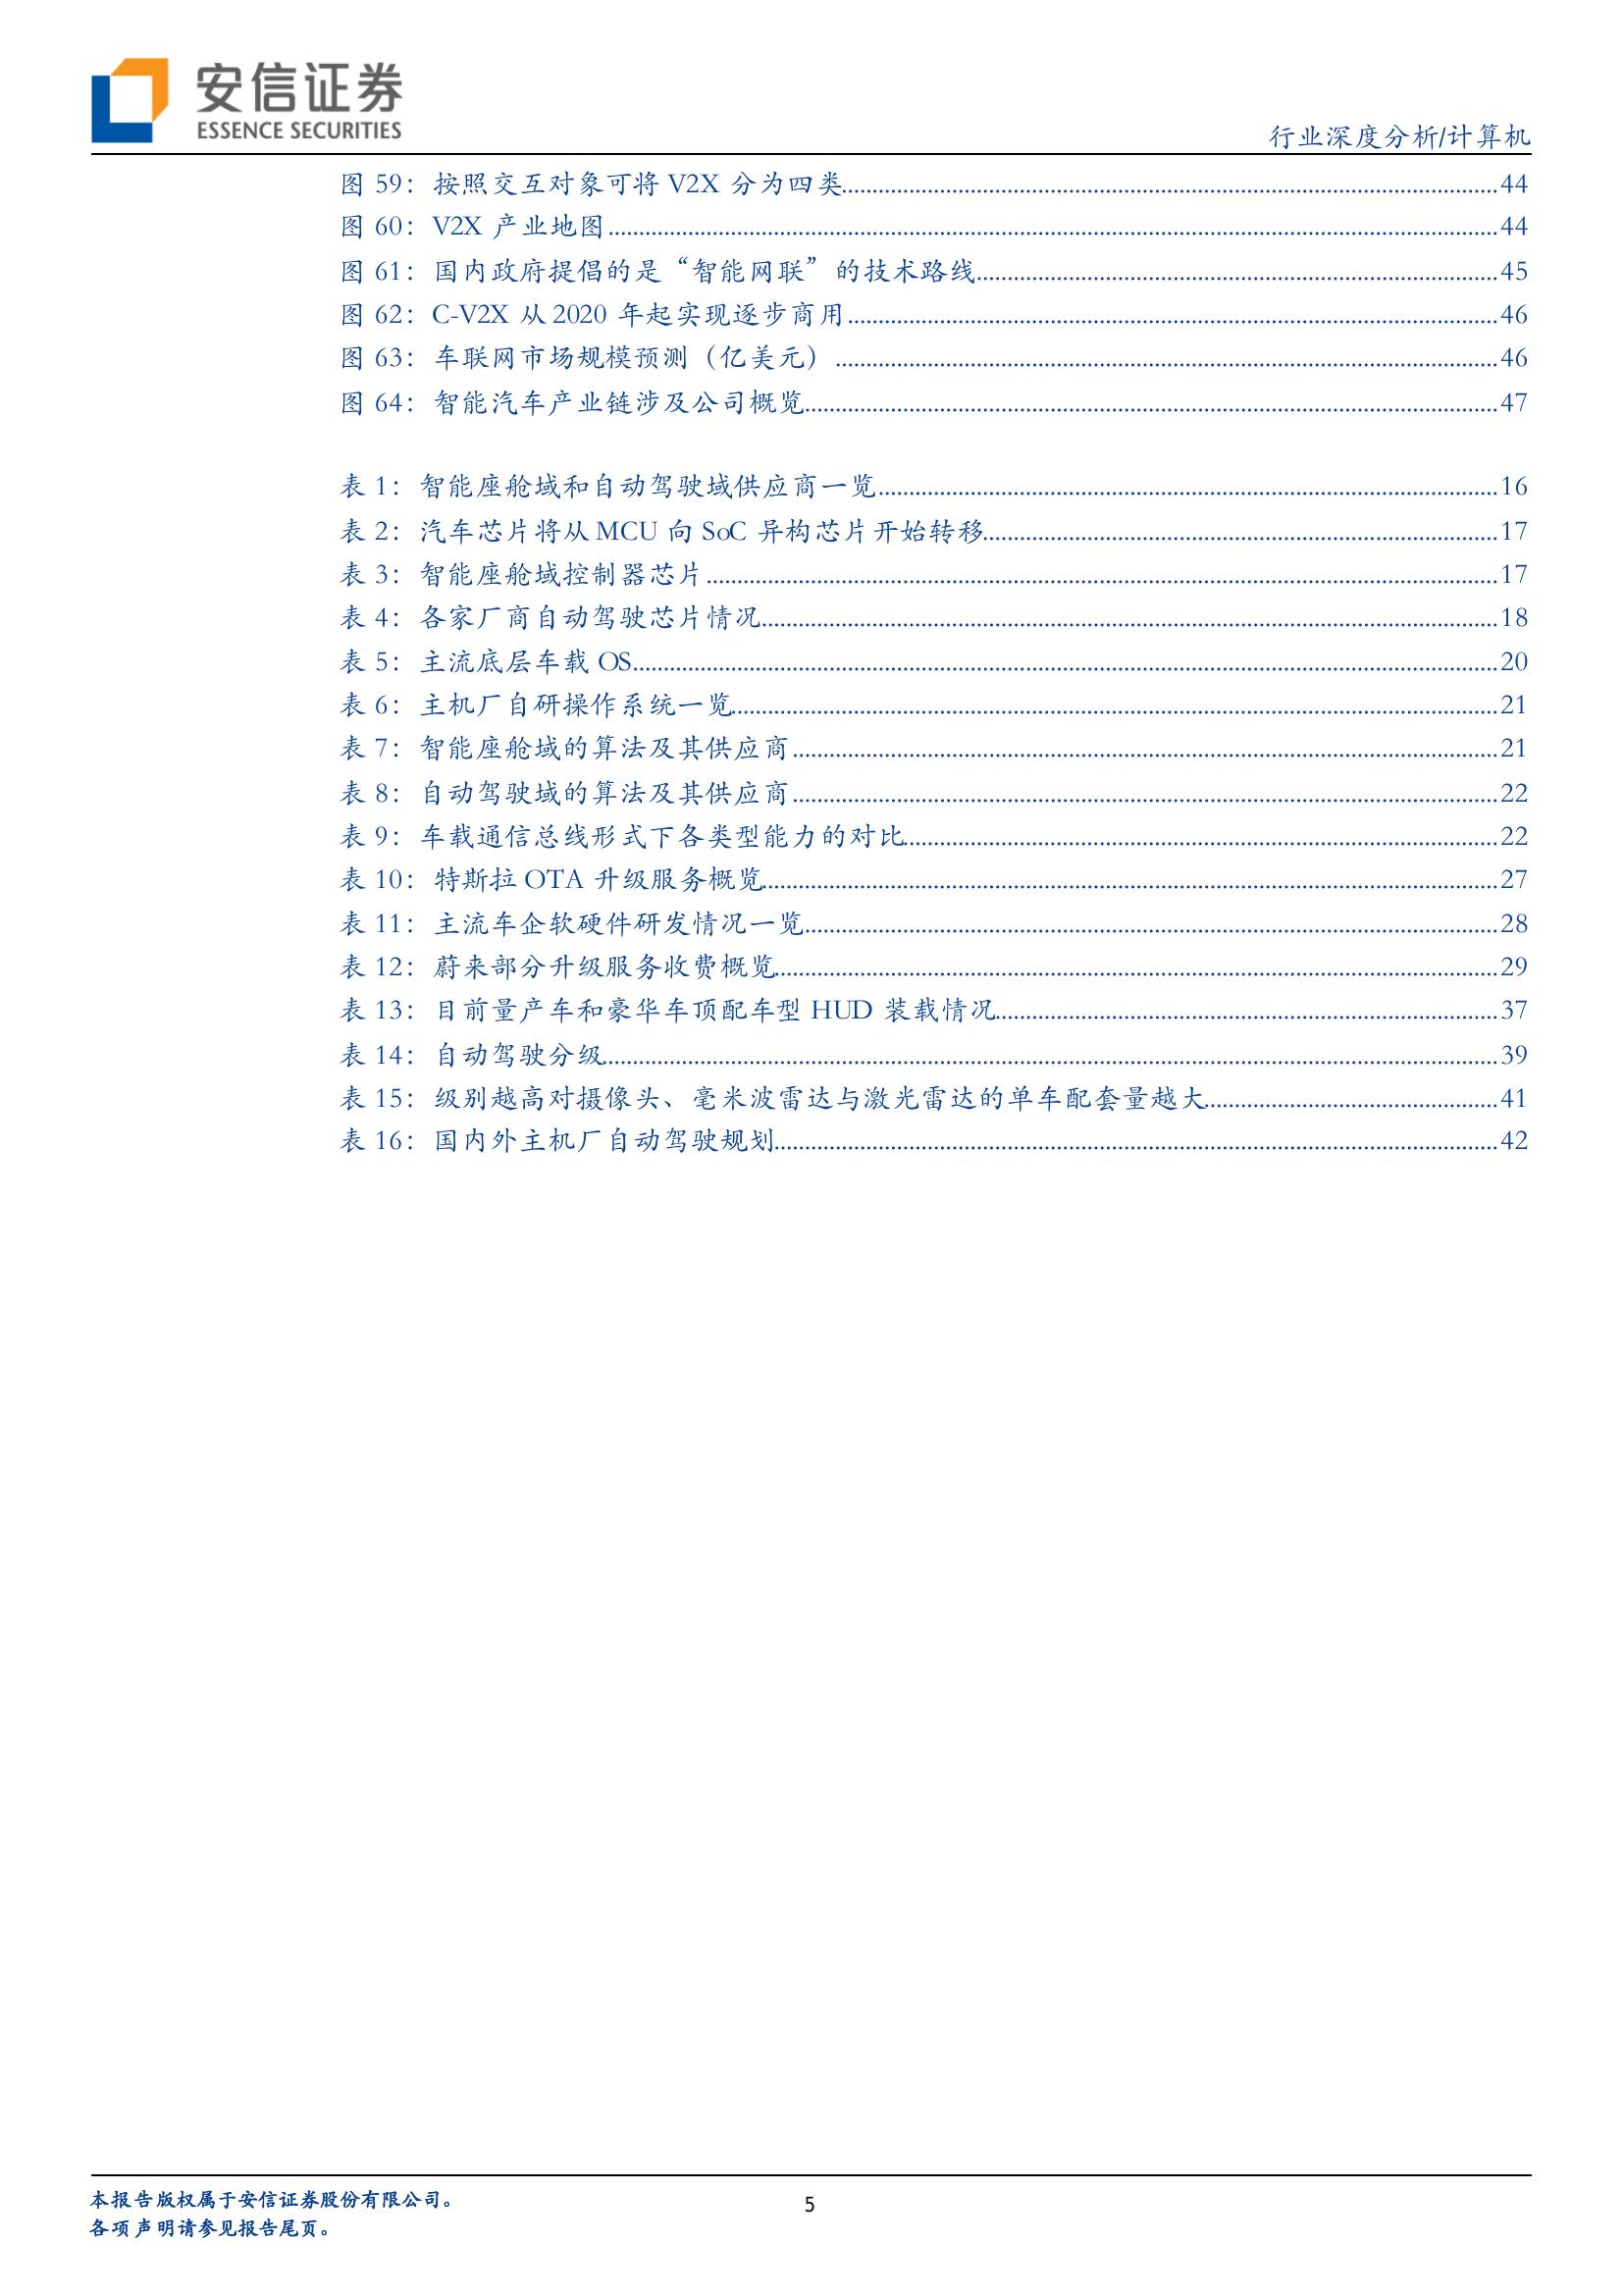 安信证券
ESSENCE SECURITIES
行业深度分析/计算机
图 59：按照交互对象可将 V2X 分为四类 44
图 60：V2X 产业地图 44
图 61：国内政府提倡的是“智能网联”的技术路线 45
图 62：C-V2X 从 2020 年起实现逐步商用 46
图 63：车联网市场规模预测（亿美元） 46
图 64：智能汽车产业链涉及公司概览 47
表 1：智能座舱域和自动驾驶域供应商一览 16
表 2：汽车芯片将从 MCU 向 SoC 异构芯片开始转移 17
表 3：智能座舱域控制器芯片 17
表 4：各家厂商自动驾驶芯片情况 18
表 5：主流底层车载 OS 20
表 6：主机厂自研操作系统一览 21
表 7：智能座舱域的算法及其供应商 21
表 8：自动驾驶域的算法及其供应商 22
表 9：车载通信总线形式下各类型能力的对比 22
表 10：特斯拉 OTA 升级服务概览 27
表 11：主流车企软硬件研发情况一览 28
表 12：蔚来部分升级服务收费概览 29
表 13：目前量产车和豪华车顶配车型 HUD 装载情况 37
表 14：自动驾驶分级 39
表 15：级别越高对摄像头、毫米波雷达与激光雷达的单车配套量越大 41
表 16：国内外主机厂自动驾驶规划 42
本报告版权属于安信证券股份有限公司。
5
各项声明请参见报告尾页。